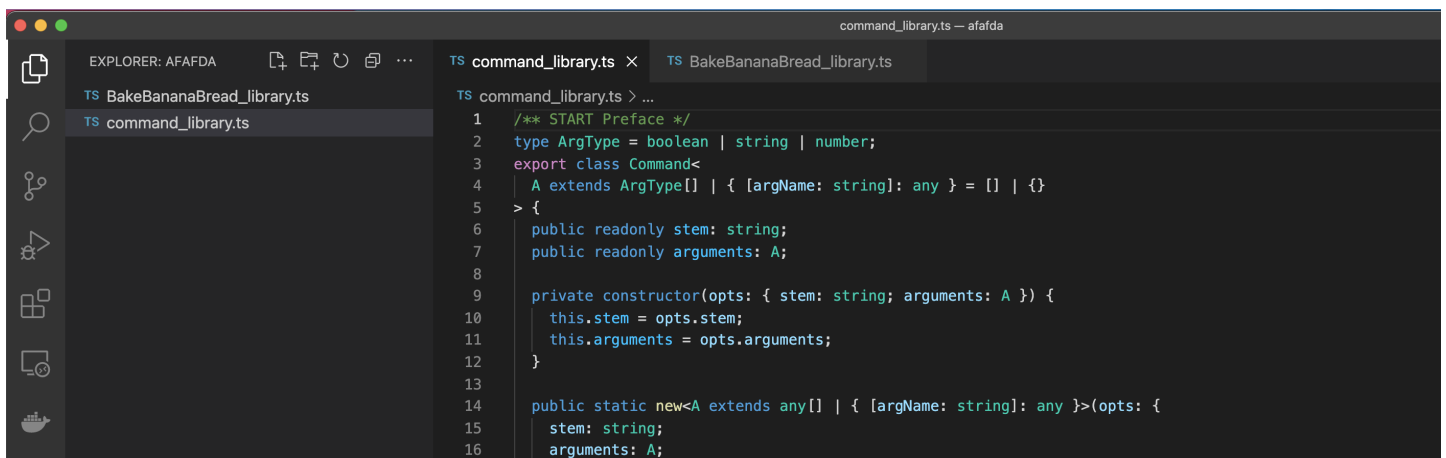 command_library.ts — afafda
EXPLORER: AFAFDA
TS BakeBananaBread_library.ts
TS command_library.ts
TS command_library.ts
TS BakeBananaBread_library.ts
TS command_library.ts > ...
1 /** START Preface */
2 type ArgType = boolean | string | number;
3 export class Command<
4 A extends ArgType[] | { [argName: string]: any } = [] | {}
5 > {
6 public readonly stem: string;
7 public readonly arguments: A;
8
9 private constructor(opts: { stem: string; arguments: A }) {
10 this.stem = opts.stem;
11 this.arguments = opts.arguments;
12 }
13
14 public static new<A extends any[] | { [argName: string]: any }>(opts: {
15 stem: string;
16 arguments: A;